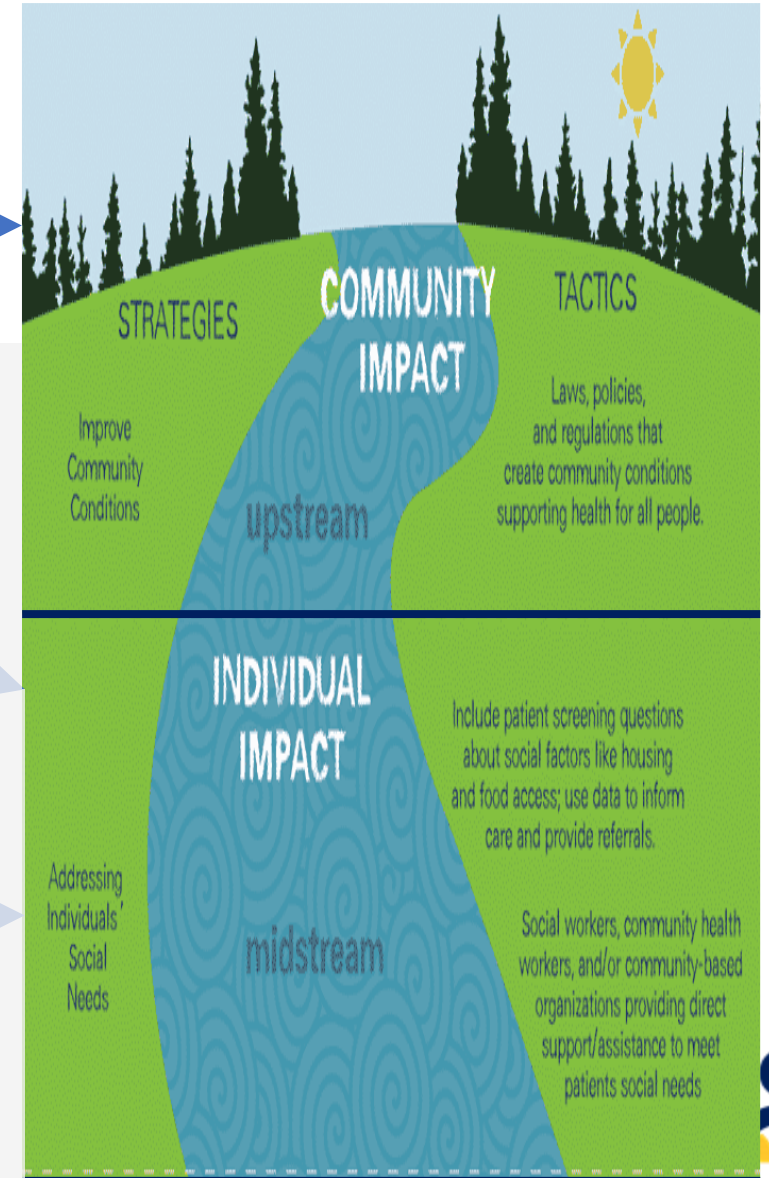 STRATEGIES
COMMUNITY
IMPACT
TACTICS
Improve
Community
Conditions
upstream
Laws, policies,
and regulations that
create community conditions
supporting health for all people.
INDIVIDUAL
IMPACT
Addressing
Individuals'
Social
Needs
midstream
Include patient screening questions
about social factors like housing
and food access; use data to inform
care and provide referrals.
Social workers, community health
workers, and/or community-based
organizations providing direct
support/assistance to meet
patients social needs